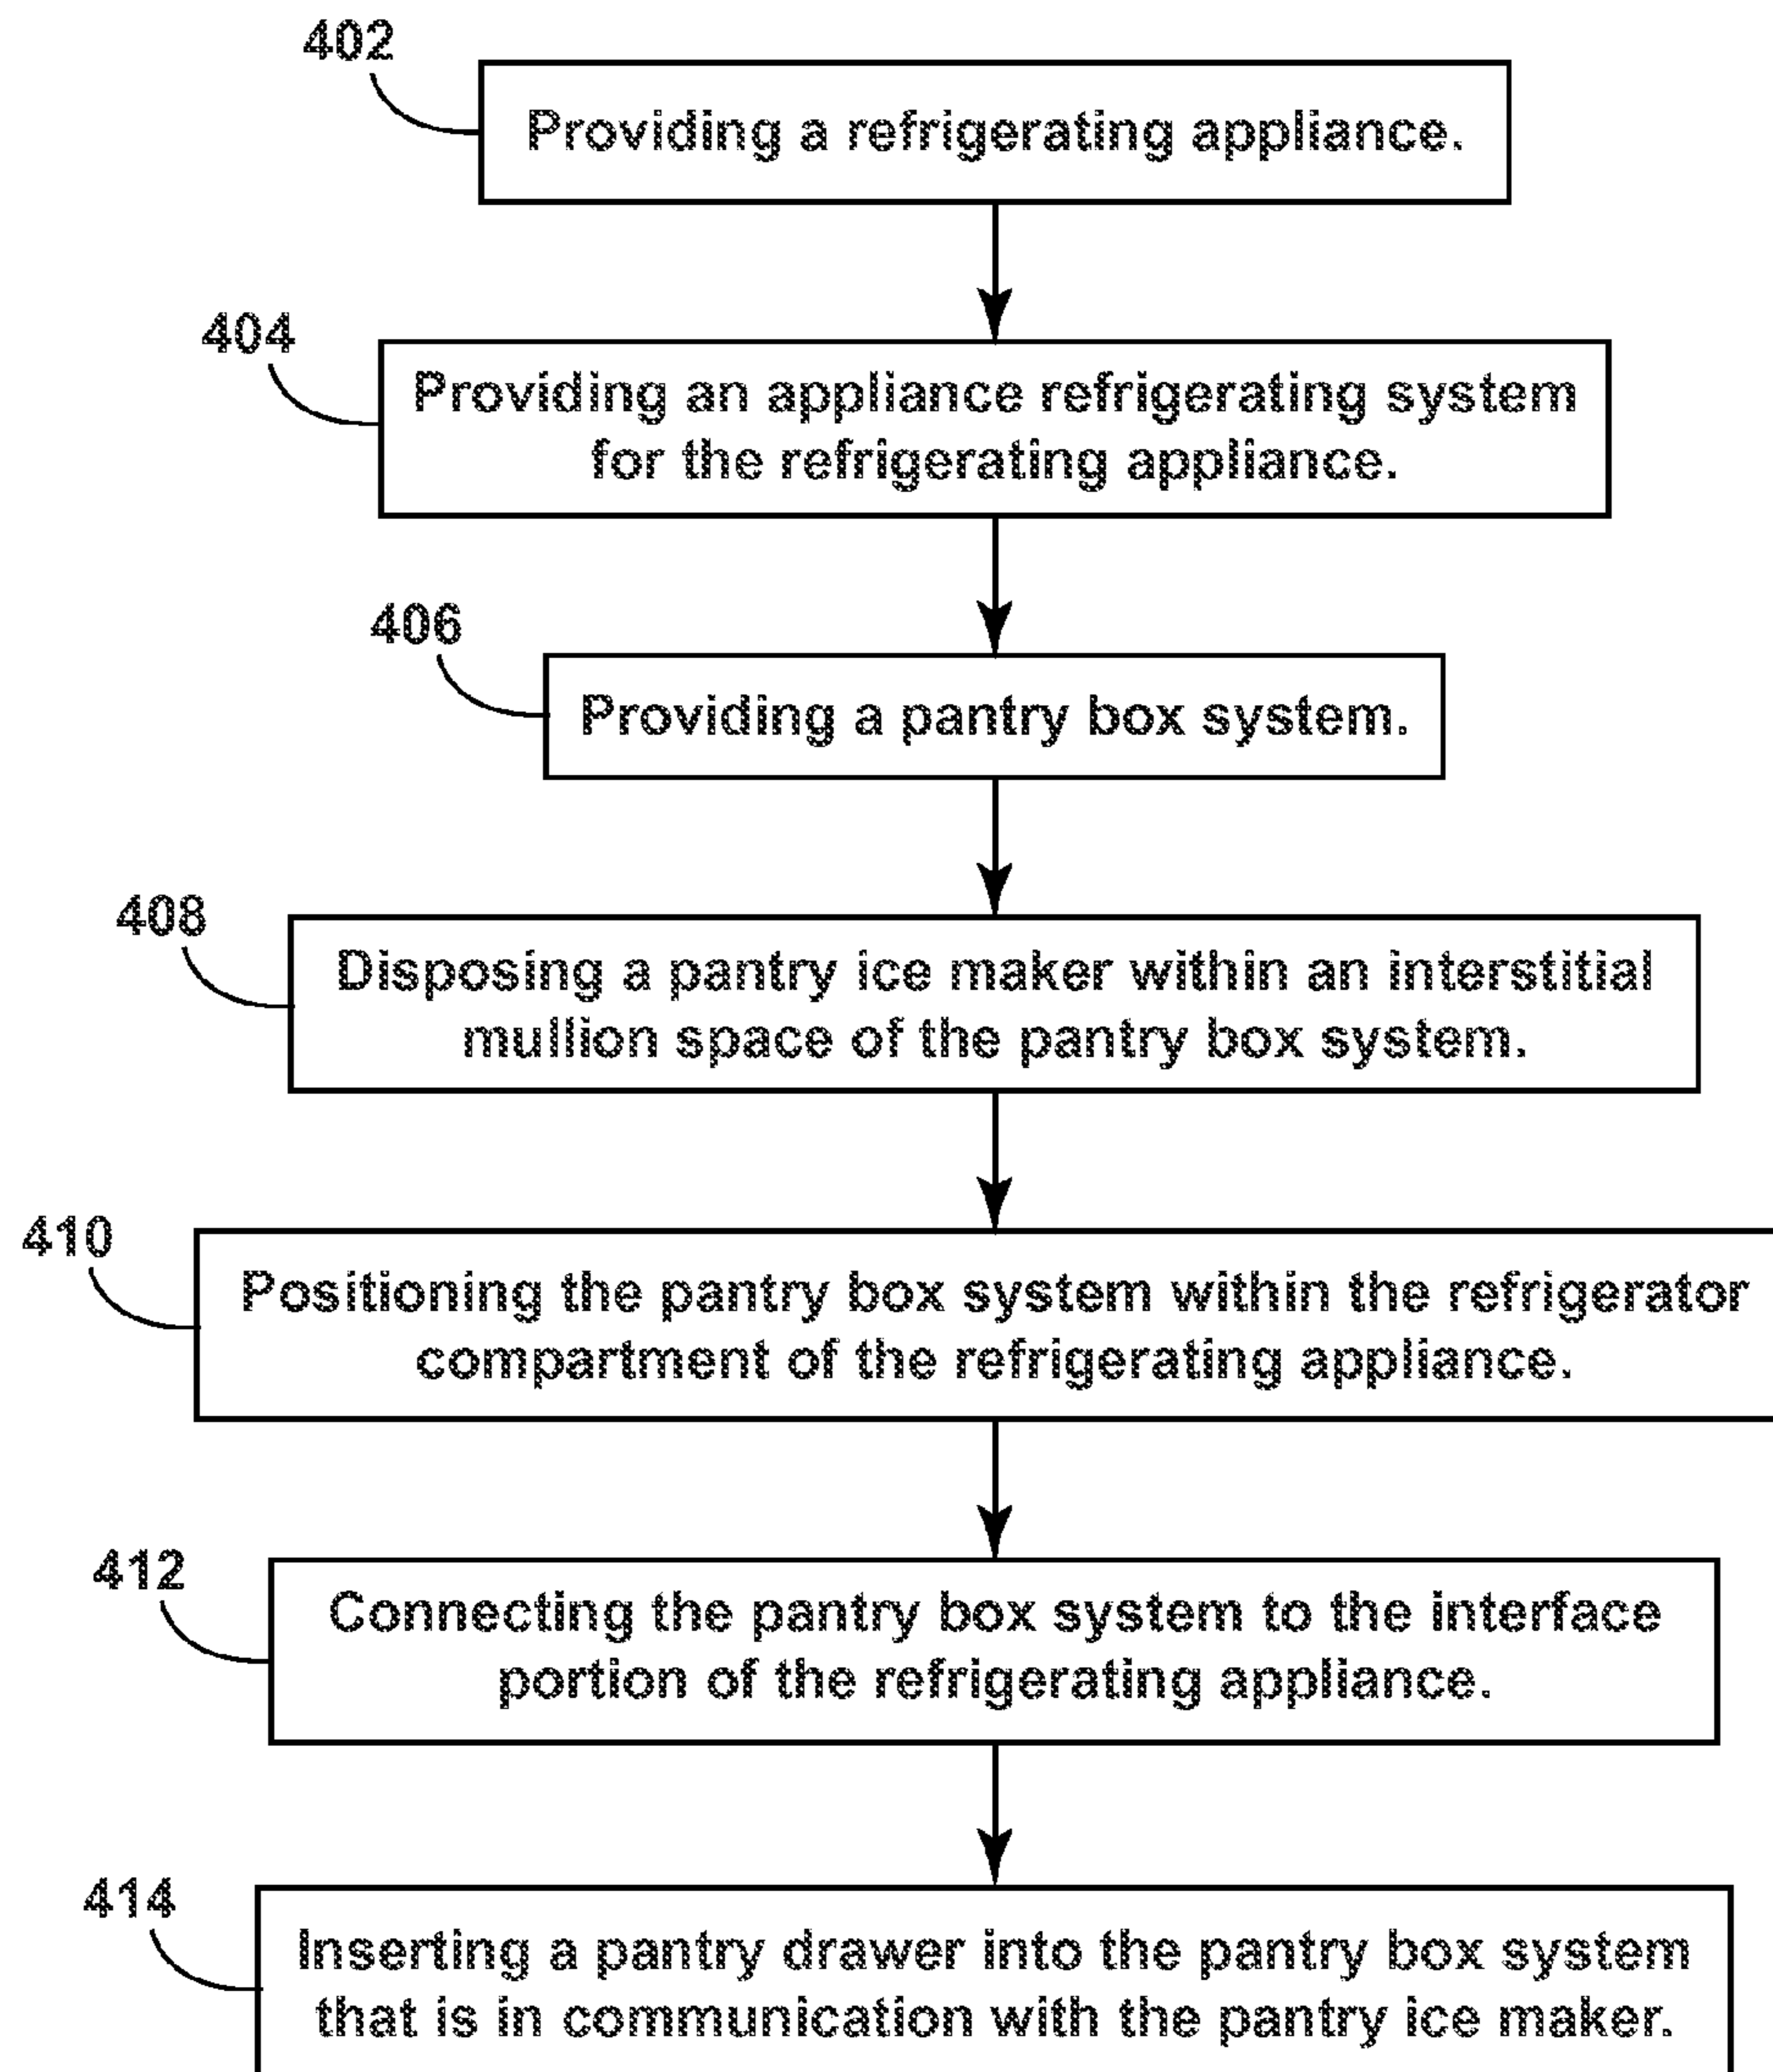 402
Providing a refrigerating appliance.
404
Providing an appliance refrigerating system
for the refrigerating appliance.
406
Providing a pantry box system.
408
Disposing a pantry ice maker within an interstitial
mullion space of the pantry box system.
410
Positioning the pantry box system within the refrigerator
compartment of the refrigerating appliance.
412
Connecting the pantry box system to the interface
portion of the refrigerating appliance.
414
Inserting a pantry drawer into the pantry box system
that is in communication with the pantry ice maker.